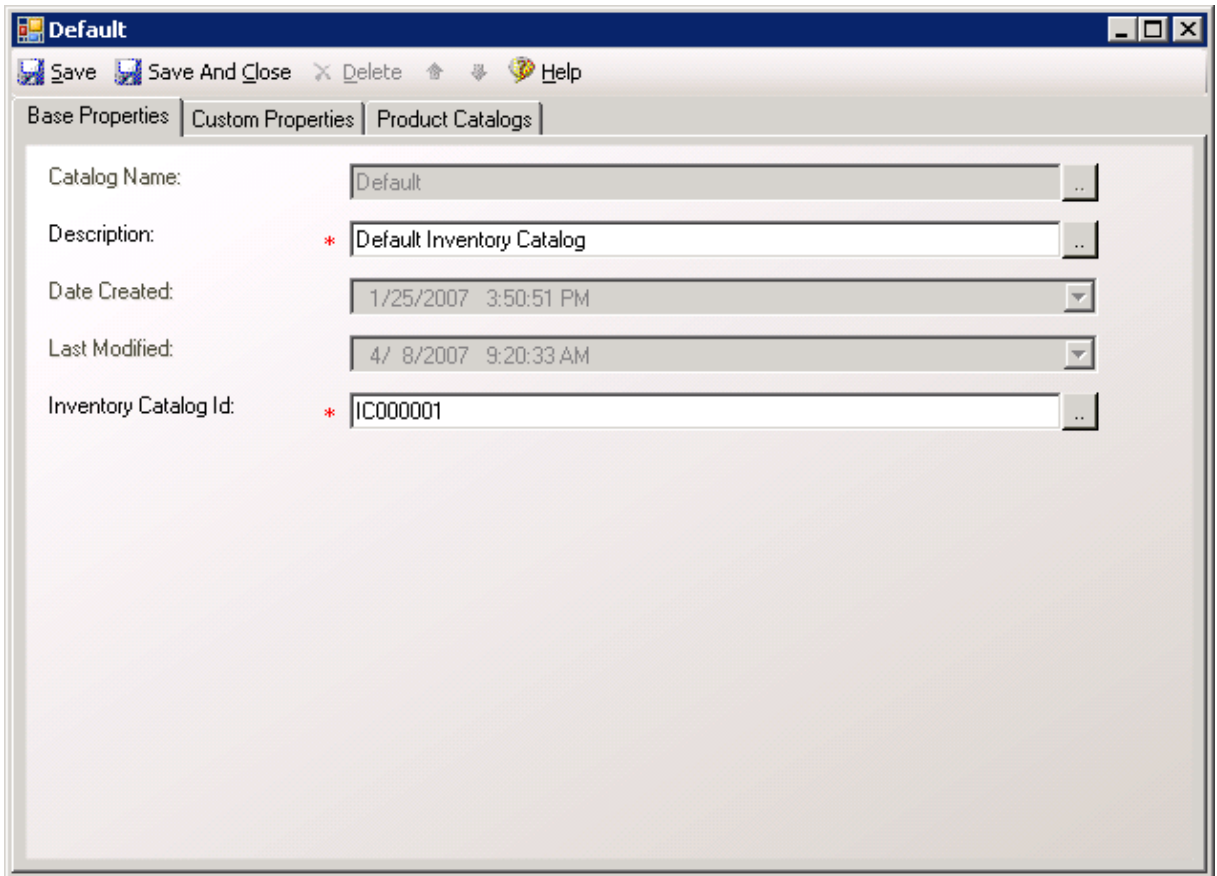 Default
Save Save And Close Delete Help
Base Properties Custom Properties Product Catalogs
Catalog Name: Default ..
Description: * Default Inventory Catalog ..
Date Created: 1/25/2007 3:50:51 PM
Last Modified: 4/ 8/2007 9:20:33 AM
Inventory Catalog Id: * IC000001 ..